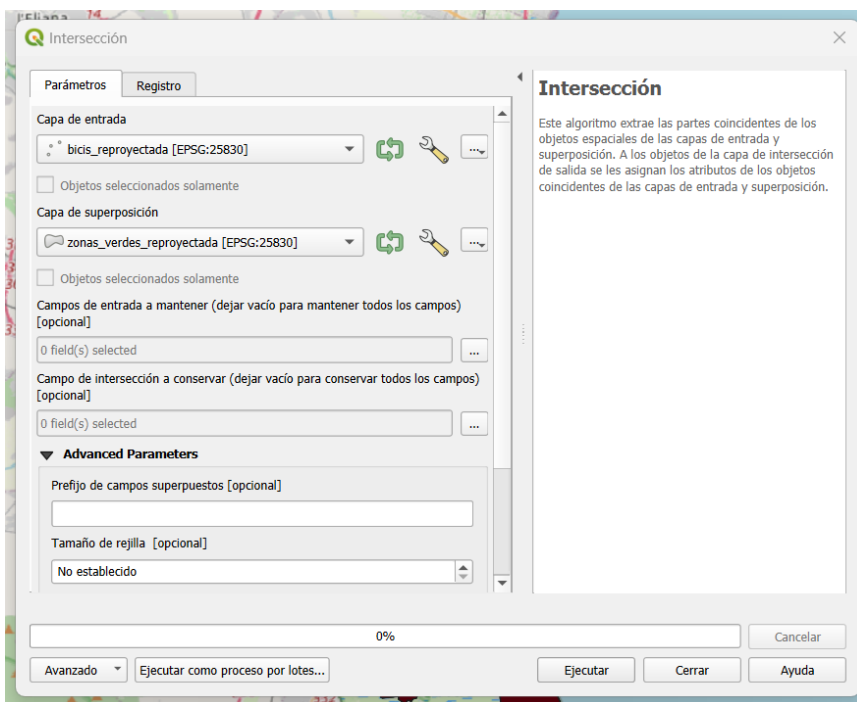 l'Eliana
Intersección
Parámetros
Registro
Capa de entrada
bicis_reproyectada [EPSG:25830]
...
Objetos seleccionados solamente
Capa de superposición
zonas_verdes_reproyectada [EPSG:25830]
...
Objetos seleccionados solamente
Campos de entrada a mantener (dejar vacío para mantener todos los campos)
[opcional]
0 field(s) selected
...
Campo de intersección a conservar (dejar vacío para conservar todos los campos)
[opcional]
0 field(s) selected
...
Advanced Parameters
Prefijo de campos superpuestos [opcional]
Tamaño de rejilla [opcional]
No establecido
Intersección
Este algoritmo extrae las partes coincidentes de los
objetos espaciales de las capas de entrada y
superposición. A los objetos de la capa de intersección
de salida se les asignan los atributos de los objetos
coincidentes de las capas de entrada y superposición.
0%
Cancelar
Avanzado
Ejecutar como proceso por lotes...
Ejecutar
Cerrar
Ayuda